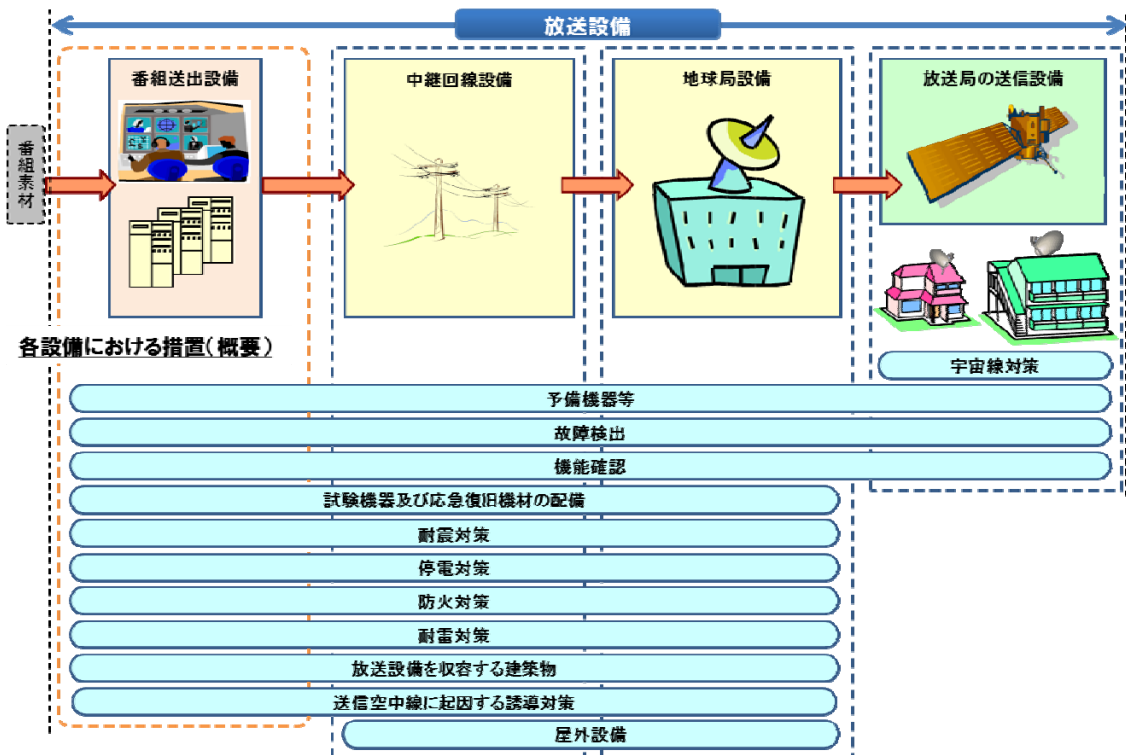 放送設備
番組素材
番組送出設備
中継回線設備
地球局設備
放送局の送信設備
各設備における措置(概要)
宇宙線対策
予備機器等
故障検出
機能確認
試験機器及び応急復旧機材の配備
耐震対策
停電対策
防火対策
耐雷対策
放送設備を収容する建築物
送信空中線に起因する誘導対策
屋外設備